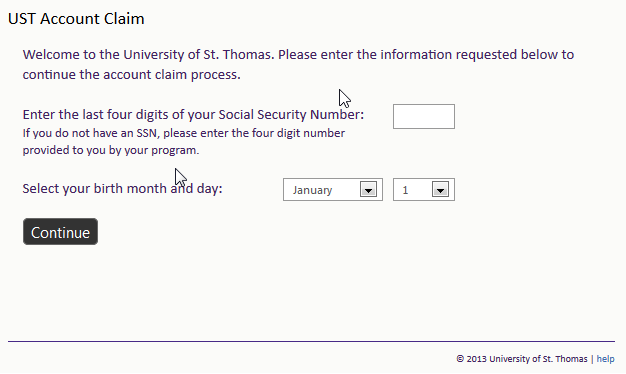 UST Account Claim
Welcome to the University of St. Thomas. Please enter the information requested below to
continue the account claim process.
Enter the last four digits of your Social Security Number:
If you do not have an SSN, please enter the four digit number
provided to you by your program.
Select your birth month and day: January 1
Continue
© 2013 University of St. Thomas | help